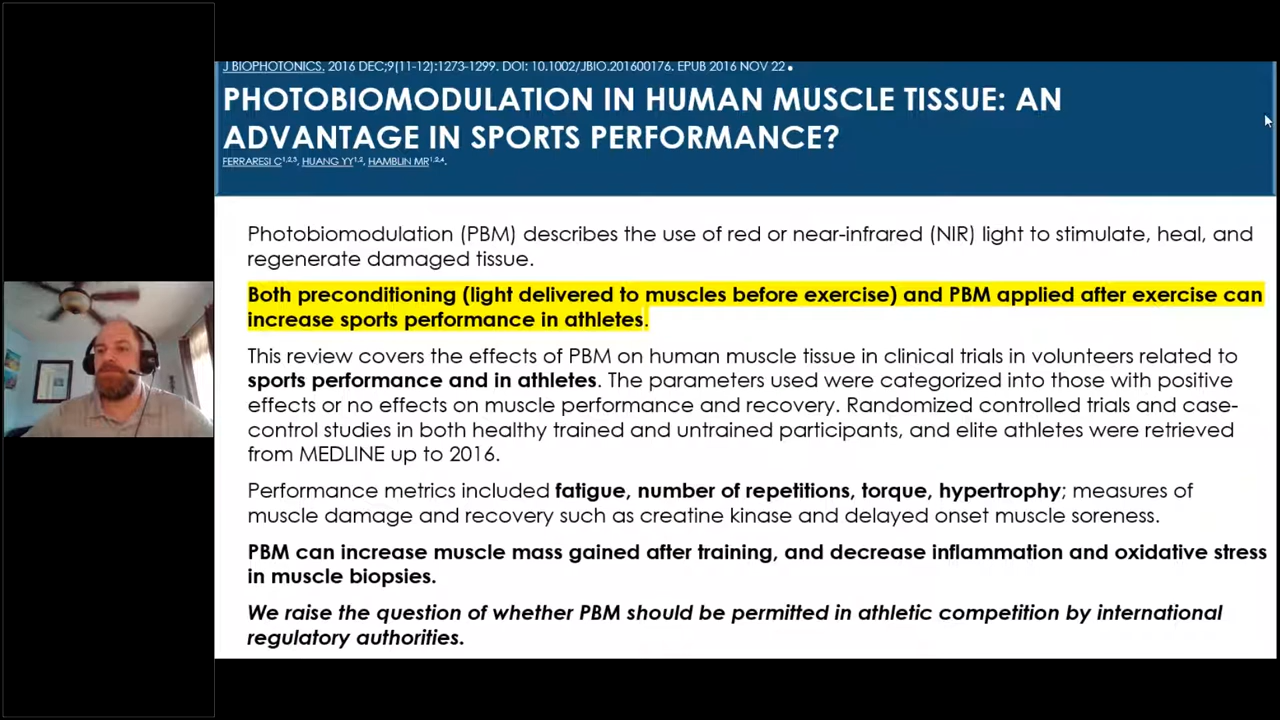 J BIOPHOTONICS. 2016 DEC;9(11-12):1273-1299. DOI: 10.1002/JBIO.201600176. EPUB 2016 NOV 22.
PHOTOBIOMODULATION IN HUMAN MUSCLE TISSUE: AN
ADVANTAGE IN SPORTS PERFORMANCE?
FERRARESI C1,2,3, HUANG YY1,2, HAMBLIN MR1,2,4.
Photobiomodulation (PBM) describes the use of red or near-infrared (NIR) light to stimulate, heal, and
regenerate damaged tissue.
Both preconditioning (light delivered to muscles before exercise) and PBM applied after exercise can
increase sports performance in athletes.
This review covers the effects of PBM on human muscle tissue in clinical trials in volunteers related to
sports performance and in athletes. The parameters used were categorized into those with positive
effects or no effects on muscle performance and recovery. Randomized controlled trials and case-
control studies in both healthy trained and untrained participants, and elite athletes were retrieved
from MEDLINE up to 2016.
Performance metrics included fatigue, number of repetitions, torque, hypertrophy; measures of
muscle damage and recovery such as creatine kinase and delayed onset muscle soreness.
PBM can increase muscle mass gained after training, and decrease inflammation and oxidative stress
in muscle biopsies.
We raise the question of whether PBM should be permitted in athletic competition by international
regulatory authorities.